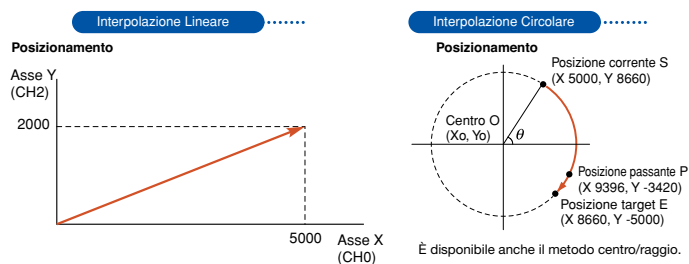 Interpolazione Lineare
Posizionamento
Asse Y
(CH2)
2000
5000
Asse X
(CH0)
Interpolazione Circolare
Posizionamento
Posizione corrente S
(X 5000, Y 8660)
Centro O
(Xo, Yo)
θ
Posizione passante P
(X 9396, Y -3420)
Posizione target E
(X 8660, Y -5000)
È disponibile anche il metodo centro/raggio.